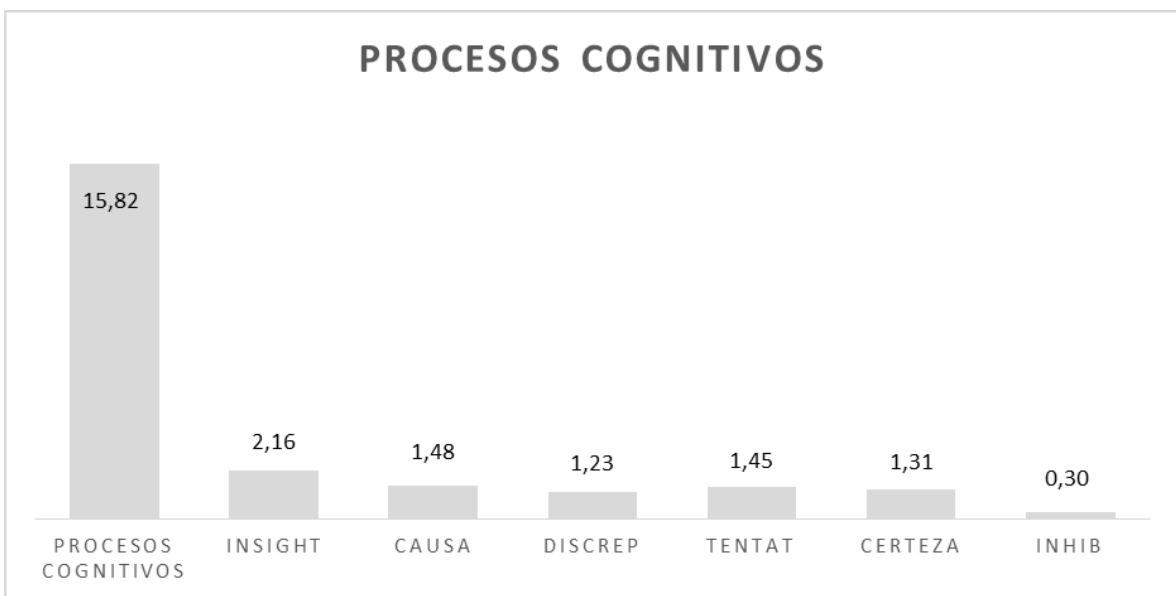 PROCESOS COGNITIVOS
15,82
2,16
1,48
1,23
1,45
1,31
0,30
PROCESOS
COGNITIVOS
INSIGHT
CAUSA
DISCREP
TENTAT
CERTEZA
INHIB